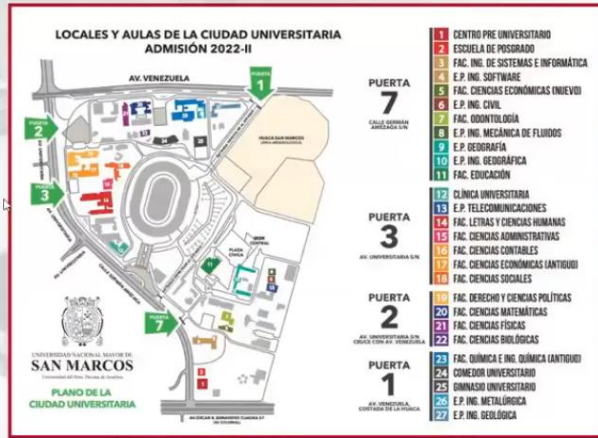 LOCALES Y AULAS DE LA CIUDAD UNIVERSITARIA
ADMISIÓN 2022-II
AV. VENEZUELA
PUERTA
1
PUERTA
2
PUERTA
3
PUERTA
7
HUACA SAN MARCOS
PLAZA
CÍVICA
SEDE
CENTRAL
UNIVERSIDAD NACIONAL MAYOR DE
SAN MARCOS
Universidad del Perú. Decana de América
PLANO DE LA
CIUDAD UNIVERSITARIA
PUERTA
7
CALLE GERMÁN
AMÉZAGA S/N
1 CENTRO PRE UNIVERSITARIO
2 ESCUELA DE POSGRADO
3 FAC. ING. DE SISTEMAS E INFORMÁTICA
4 E.P. ING. SOFTWARE
5 FAC. CIENCIAS ECONÓMICAS (NUEVO)
6 E.P. ING. CIVIL
7 FAC. ODONTOLOGÍA
8 E.P. ING. MECÁNICA DE FLUIDOS
9 E.P. GEOGRAFÍA
10 E.P. ING. GEOGRÁFICA
11 FAC. EDUCACIÓN
PUERTA
3
AV. UNIVERSITARIA S/N
12 CLÍNICA UNIVERSITARIA
13 E.P. TELECOMUNICACIONES
14 FAC. LETRAS Y CIENCIAS HUMANAS
15 FAC. CIENCIAS ADMINISTRATIVAS
16 FAC. CIENCIAS CONTABLES
17 FAC. CIENCIAS ECONÓMICAS (ANTIGUO)
18 FAC. CIENCIAS SOCIALES
PUERTA
2
AV. UNIVERSITARIA S/N
CRUCE CON AV. VENEZUELA
19 FAC. DERECHO Y CIENCIAS POLÍTICAS
20 FAC. CIENCIAS MATEMÁTICAS
21 FAC. CIENCIAS FÍSICAS
22 FAC. CIENCIAS BIOLÓGICAS
PUERTA
1
AV. VENEZUELA,
COSTADA DE LA HUACA
23 FAC. QUÍMICA E ING. QUÍMICA (ANTIGUO)
24 COMEDOR UNIVERSITARIO
25 GIMNASIO UNIVERSITARIO
26 E.P. ING. METALÚRGICA
27 E.P. ING. GEOLÓGICA